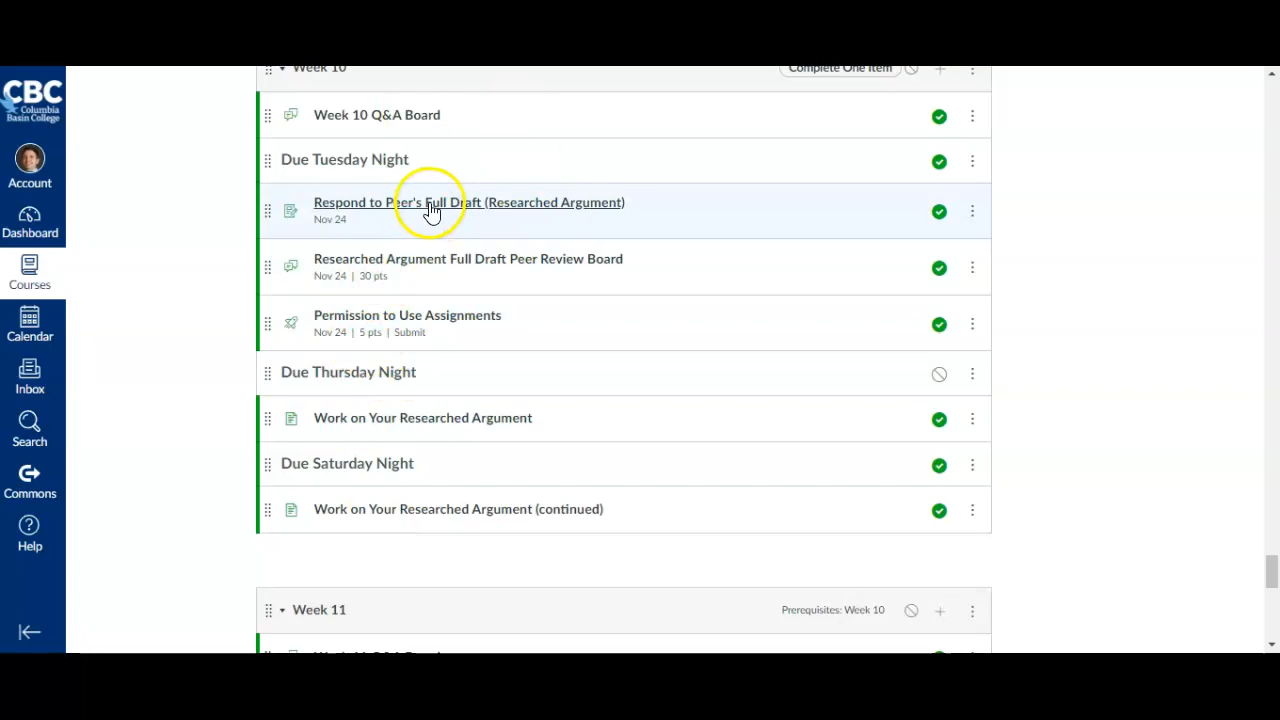 Week 10
Complete One Item
CBC
Columbia
Basin College
Week 10 Q&A Board
Due Tuesday Night
Account
Respond to Peer's Full Draft (Researched Argument)
Nov 24
Dashboard
Researched Argument Full Draft Peer Review Board
Nov 24 | 30 pts
Courses
Permission to Use Assignments
Nov 24 | 5 pts | Submit
Calendar
Due Thursday Night
Inbox
Work on Your Researched Argument
Search
Due Saturday Night
Commons
Work on Your Researched Argument (continued)
Help
Week 11
Prerequisites: Week 10